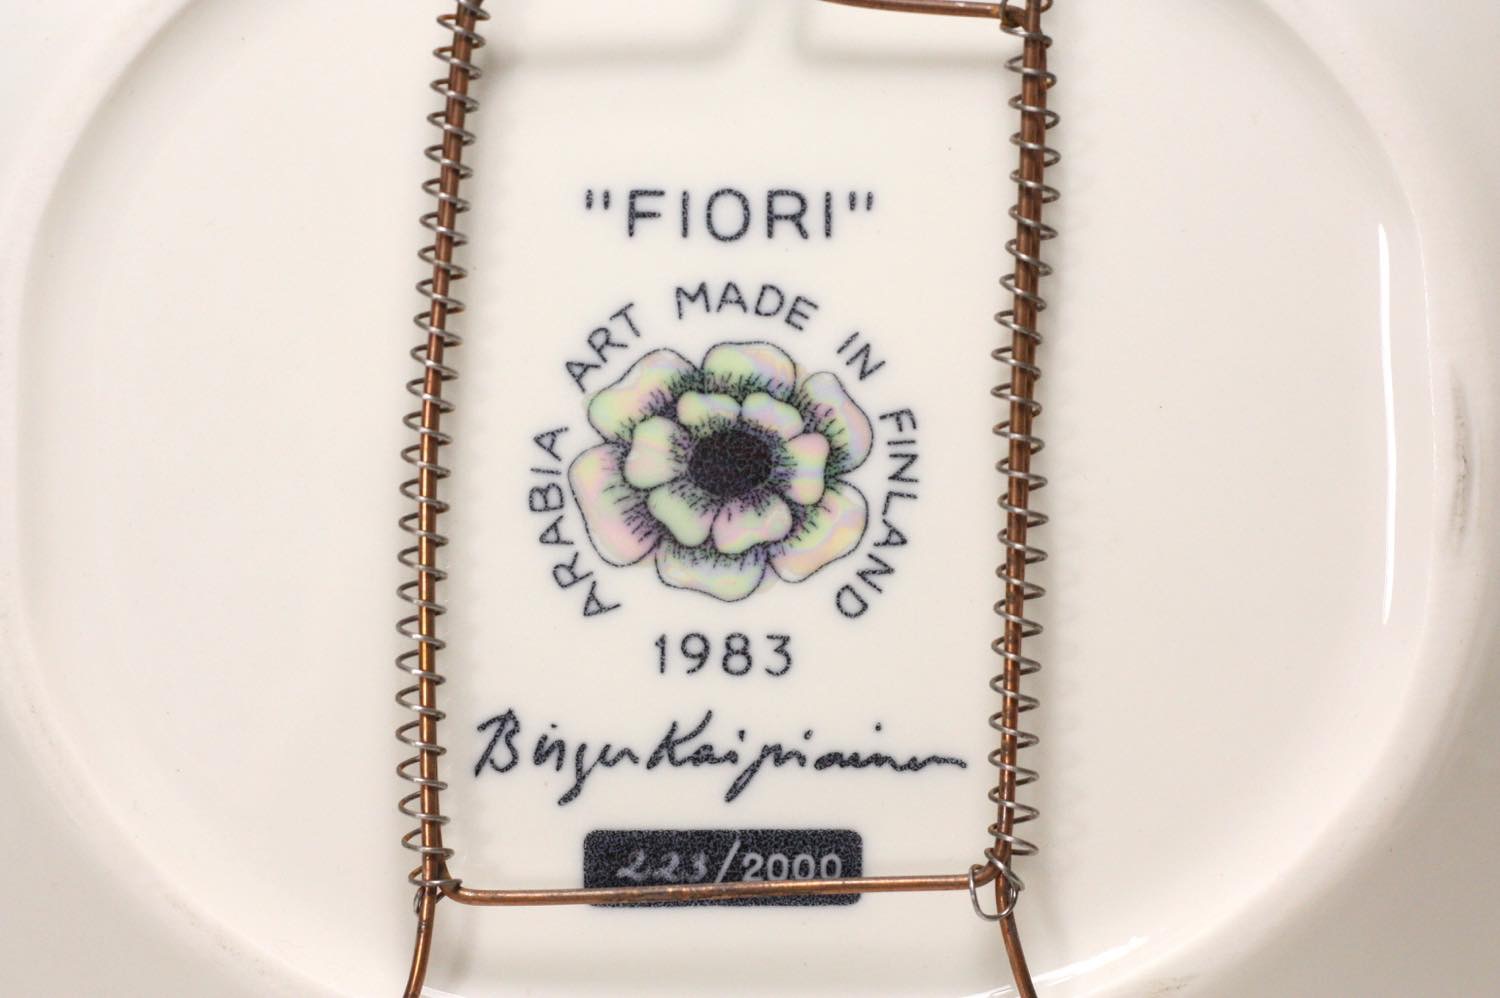 "FIORI"
ARABIA ART MADE IN FINLAND
1983
Birger Kaipiainen
223/2000